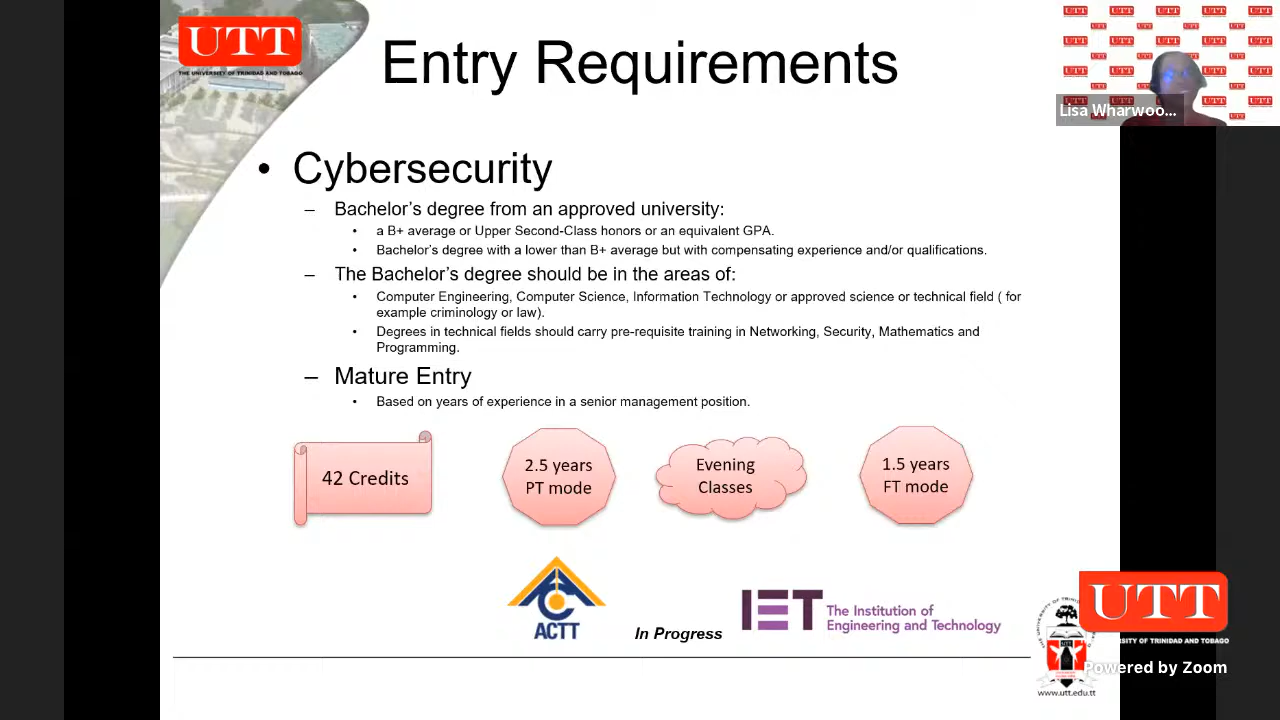 UTT
THE UNIVERSITY OF TRINIDAD AND TOBAGO
Entry Requirements
Lisa Wharwoo...
• Cybersecurity
– Bachelor's degree from an approved university:
• a B+ average or Upper Second-Class honors or an equivalent GPA.
• Bachelor's degree with a lower than B+ average but with compensating experience and/or qualifications.
– The Bachelor's degree should be in the areas of:
• Computer Engineering, Computer Science, Information Technology or approved science or technical field ( for
example criminology or law).
• Degrees in technical fields should carry pre-requisite training in Networking, Security, Mathematics and
Programming.
– Mature Entry
• Based on years of experience in a senior management position.
42 Credits
2.5 years
PT mode
Evening
Classes
1.5 years
FT mode
ACTT
In Progress
IET The Institution of
Engineering and Technology
UTT
UNIVERSITY OF TRINIDAD AND TOBAGO
Powered by Zoom
www.utt.edu.tt